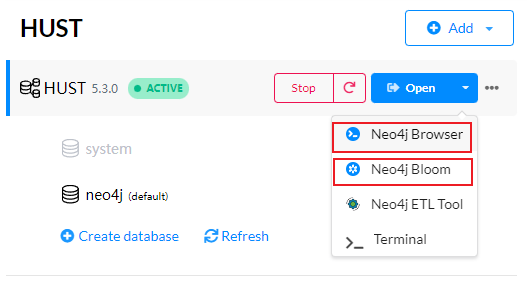 HUST
Add
HUST 5.3.0 ACTIVE Stop Open
Neo4j Browser
system
Neo4j Bloom
neo4j (default)
Neo4j ETL Tool
Create database Refresh
Terminal